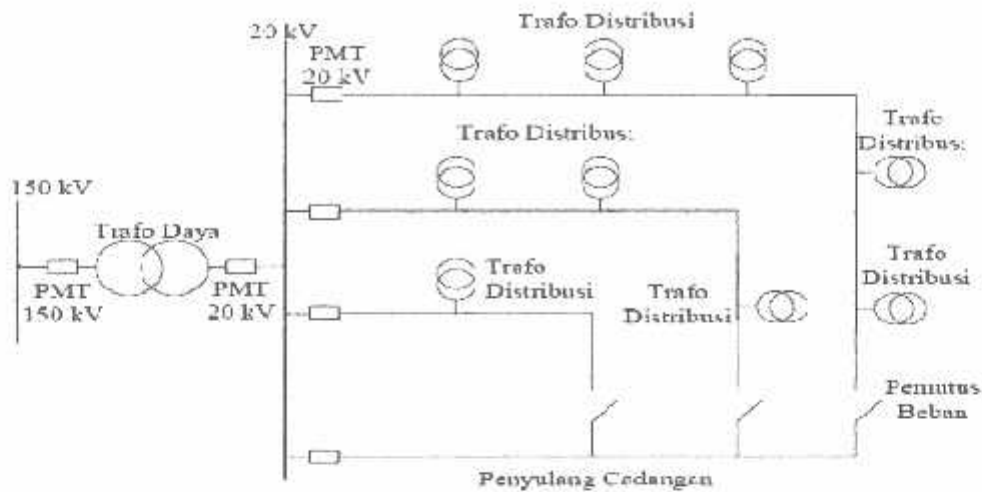 Trafo Distribusi
20 kV
PMT
20 kV
Trafo Distribus:
Trafo
Distribus:
150 kV
Trafo Daya
PMT
150 kV
PMT
20 kV
Trafo
Distribusi
Trafo
Distribusi
Trafo
Distribusi
Pemutus
Beban
Penyulang Cadangan